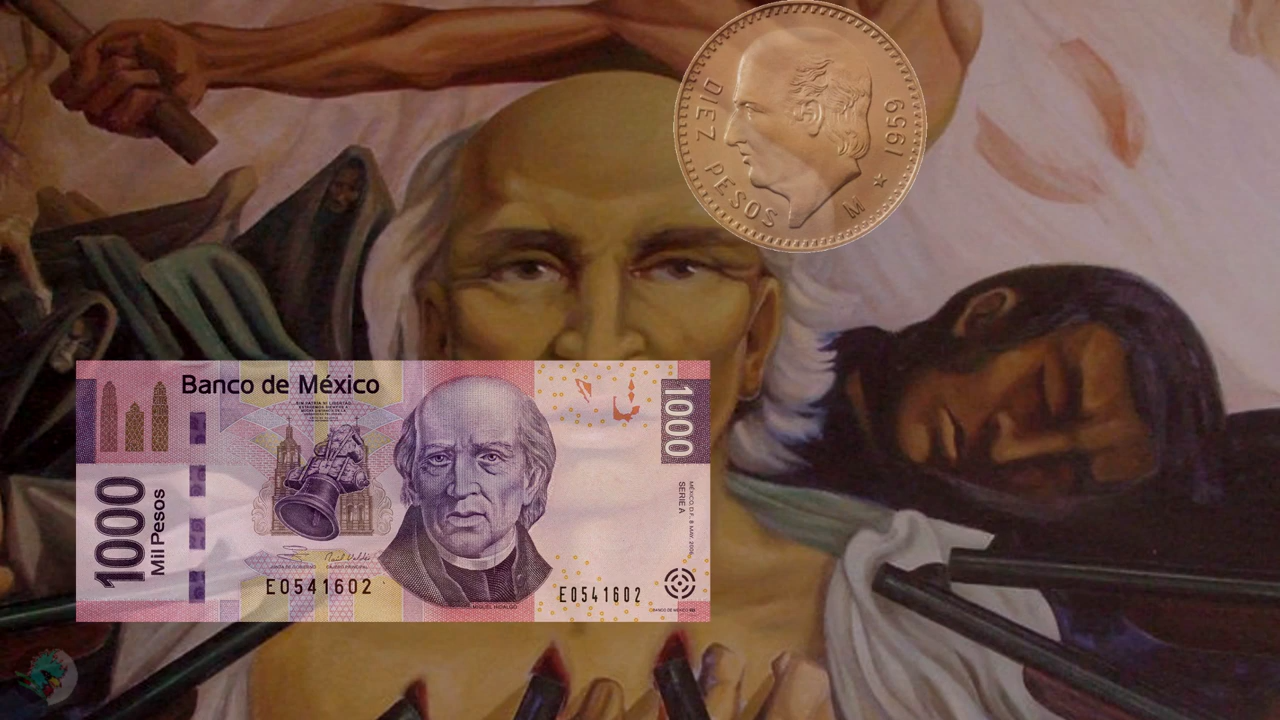 DIEZ PESOS
1959
M
Banco de México
1000
1000
Mil Pesos
SERIE A
E0541602
E0541602
MIGUEL HIDALGO